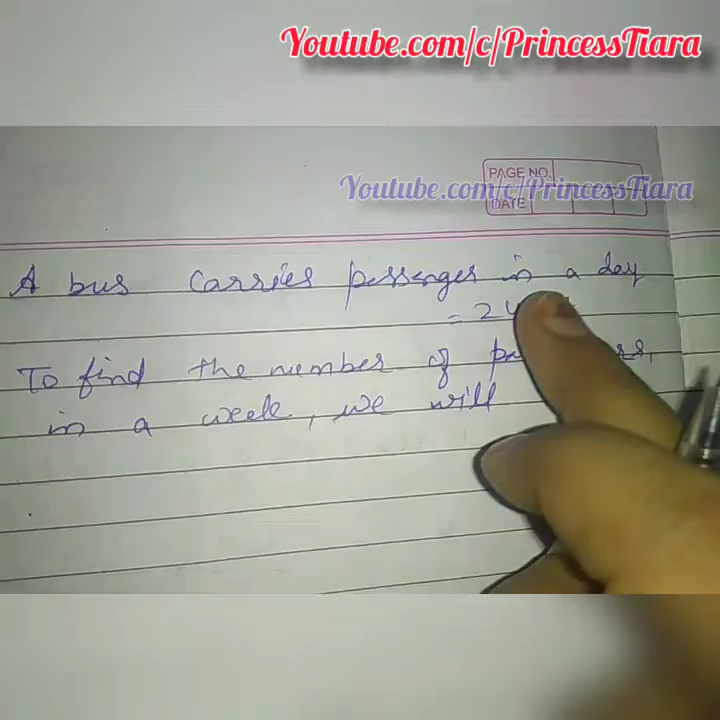 Youtube.com/c/PrincessTiara
PAGE NO.
Youtube.com/c/PrincessTiara
DATE
A bus carries passenger in a day
= 24
To find the number of
in a week, we will